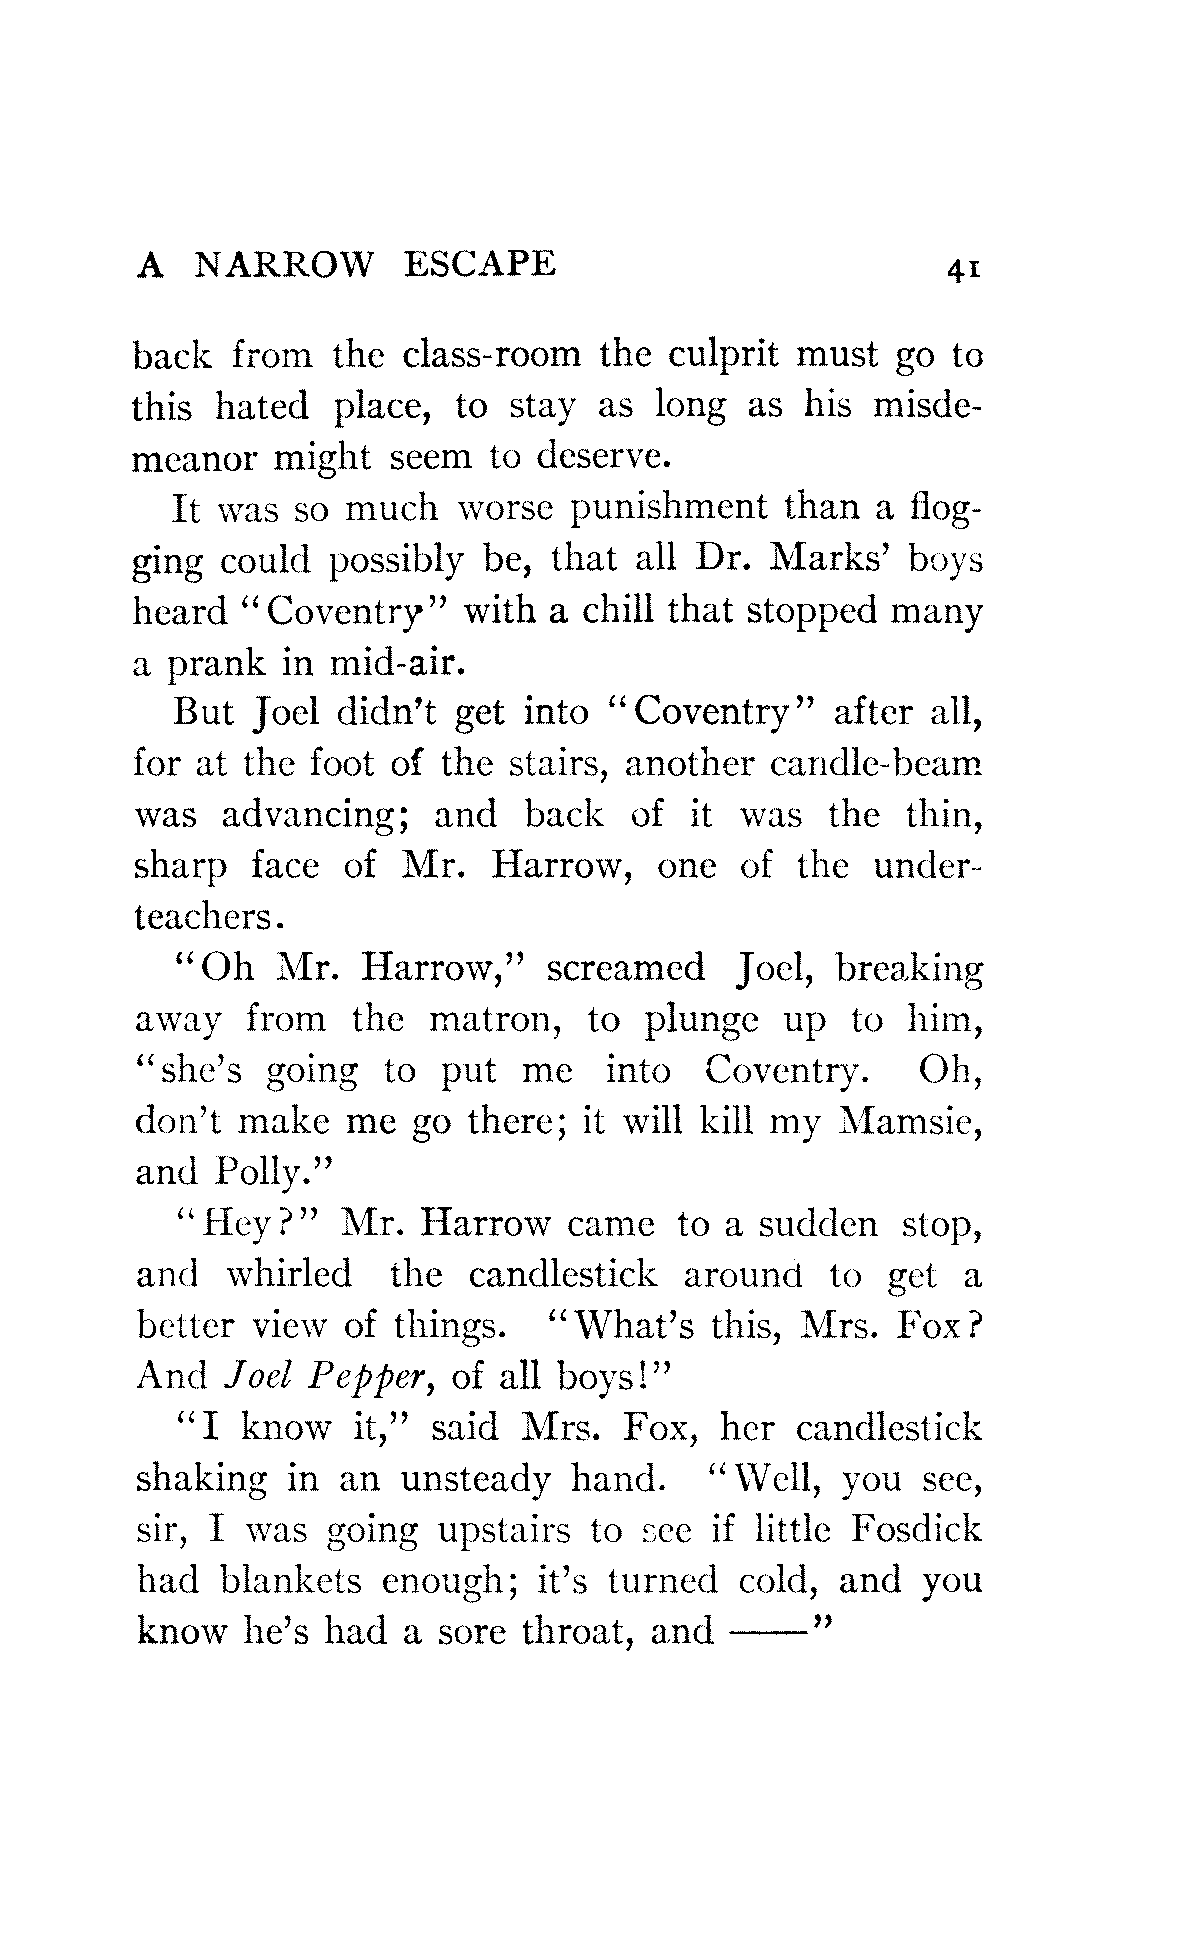 A NARROW ESCAPE 41
back from the class-room the culprit must go to
this hated place, to stay as long as his misde-
meanor might seem to deserve.
It was so much worse punishment than a flog-
ging could possibly be, that all Dr. Marks' boys
heard "Coventry" with a chill that stopped many
a prank in mid-air.
But Joel didn't get into "Coventry" after all,
for at the foot of the stairs, another candle-beam
was advancing; and back of it was the thin,
sharp face of Mr. Harrow, one of the under-
teachers.
"Oh Mr. Harrow," screamed Joel, breaking
away from the matron, to plunge up to him,
"she's going to put me into Coventry. Oh,
don't make me go there; it will kill my Mamsie,
and Polly."
"Hey?" Mr. Harrow came to a sudden stop,
and whirled the candlestick around to get a
better view of things. "What's this, Mrs. Fox?
And Joel Pepper, of all boys!"
"I know it," said Mrs. Fox, her candlestick
shaking in an unsteady hand. "Well, you see,
sir, I was going upstairs to see if little Fosdick
had blankets enough; it's turned cold, and you
know he's had a sore throat, and ——"